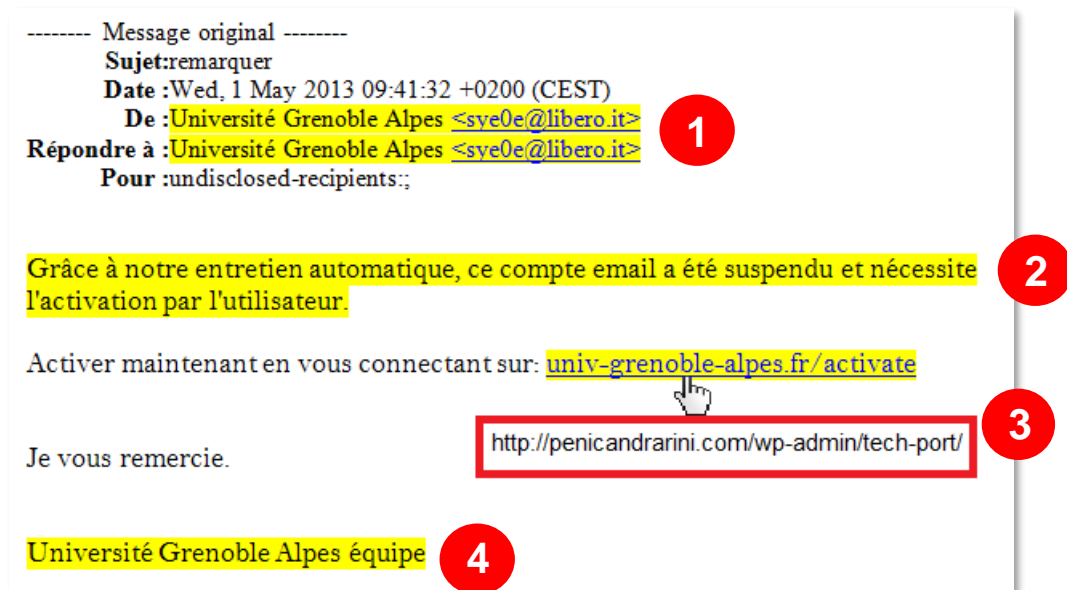 -------- Message original --------
Sujet:remarquer
Date :Wed, 1 May 2013 09:41:32 +0200 (CEST)
De :Université Grenoble Alpes <sye0e@libero.it>
1
Répondre à :Université Grenoble Alpes <sye0e@libero.it>
Pour :undisclosed-recipients:;
Grâce à notre entretien automatique, ce compte email a été suspendu et nécessite
2
l'activation par l'utilisateur.
Activer maintenant en vous connectant sur: univ-grenoble-alpes.fr/activate
3
http://penicandrarini.com/wp-admin/tech-port/
Je vous remercie.
Université Grenoble Alpes équipe
4